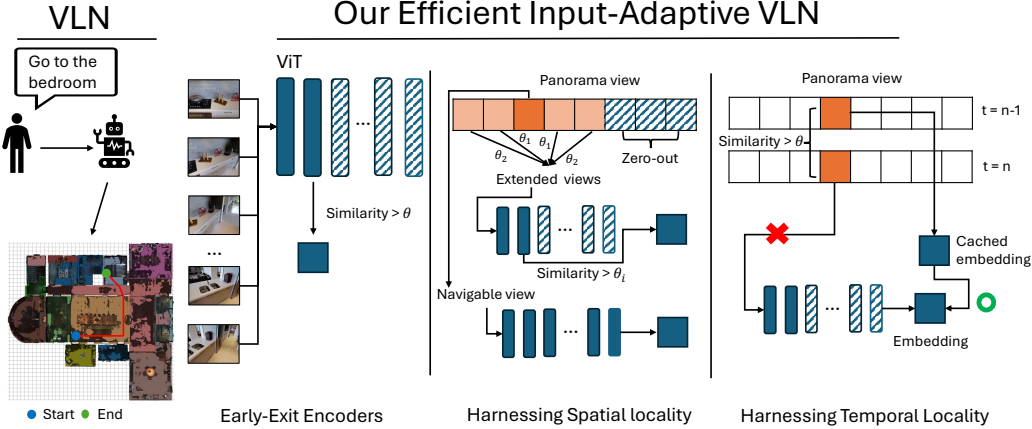 VLN
Our Efficient Input-Adaptive VLN
Go to the
bedroom
Start
End
ViT
...
Similarity > θ
...
Early-Exit Encoders
Panorama view
θ₂
θ₁
θ₁
θ₂
Zero-out
Extended views
...
Similarity > θᵢ
Navigable view
...
Harnessing Spatial locality
Panorama view
t = n-1
Similarity > θ
t = n
Cached
embedding
...
Embedding
Harnessing Temporal Locality